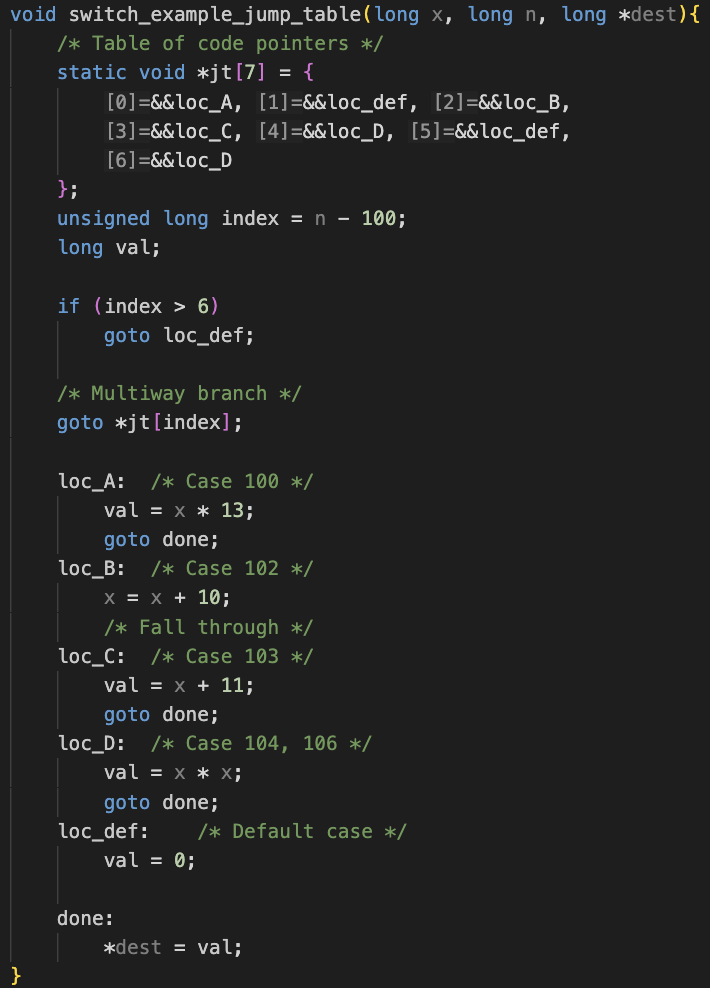 void switch_example_jump_table(long x, long n, long *dest){
    /* Table of code pointers */
    static void *jt[7] = {
        [0]=&&loc_A, [1]=&&loc_def, [2]=&&loc_B,
        [3]=&&loc_C, [4]=&&loc_D, [5]=&&loc_def,
        [6]=&&loc_D
    };
    unsigned long index = n - 100;
    long val;

    if (index > 6)
        goto loc_def;

    /* Multiway branch */
    goto *jt[index];

    loc_A:  /* Case 100 */
        val = x * 13;
        goto done;
    loc_B:  /* Case 102 */
        x = x + 10;
        /* Fall through */
    loc_C:  /* Case 103 */
        val = x + 11;
        goto done;
    loc_D:  /* Case 104, 106 */
        val = x * x;
        goto done;
    loc_def:    /* Default case */
        val = 0;

    done:
        *dest = val;
}